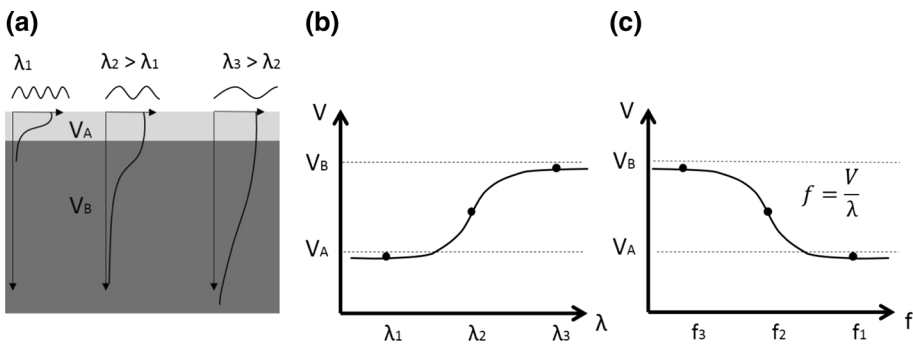 (a)
λ1
λ2 > λ1
λ3 > λ2
VA
VB
(b)
V
VB
VA
λ1
λ2
λ3
λ
(c)
V
VB
VA
f = V/λ
f3
f2
f1
f